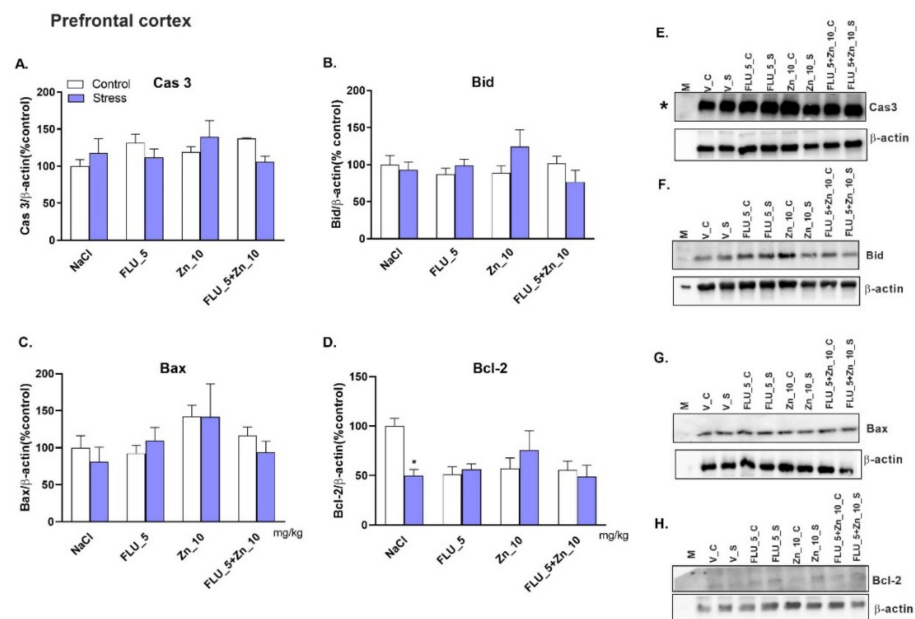 Prefrontal cortex
A.
Control
Stress
Cas 3
Cas 3/β-actin(%control)
200
150
100
50
0
NaCl
FLU_5
Zn_10
FLU_5+Zn_10
B.
Bid
Bid/β-actin(% control)
200
150
100
50
0
NaCl
FLU_5
Zn_10
FLU_5+Zn_10
C.
Bax
Bax/β-actin(%control)
200
150
100
50
0
NaCl
FLU_5
Zn_10
FLU_5+Zn_10
mg/kg
D.
Bcl-2
Bcl-2/β-actin(%control)
200
150
100
50
0
*
NaCl
FLU_5
Zn_10
FLU_5+Zn_10
mg/kg
E.
M
V_C
V_S
FLU_5_C
FLU_5_S
Zn_10_C
Zn_10_S
FLU_5+Zn_10_C
FLU_5+Zn_10_S
*
Cas3
β-actin
F.
M
V_C
V_S
FLU_5_C
FLU_5_S
Zn_10_C
Zn_10_S
FLU_5+Zn_10_C
FLU_5+Zn_10_S
Bid
β-actin
G.
M
V_C
V_S
FLU_5_C
FLU_5_S
Zn_10_C
Zn_10_S
FLU_5+Zn_10_C
FLU_5+Zn_10_S
Bax
β-actin
H.
M
V_C
V_S
FLU_5_C
FLU_5_S
Zn_10_C
Zn_10_S
FLU_5+Zn_10_C
FLU_5+Zn_10_S
Bcl-2
β-actin